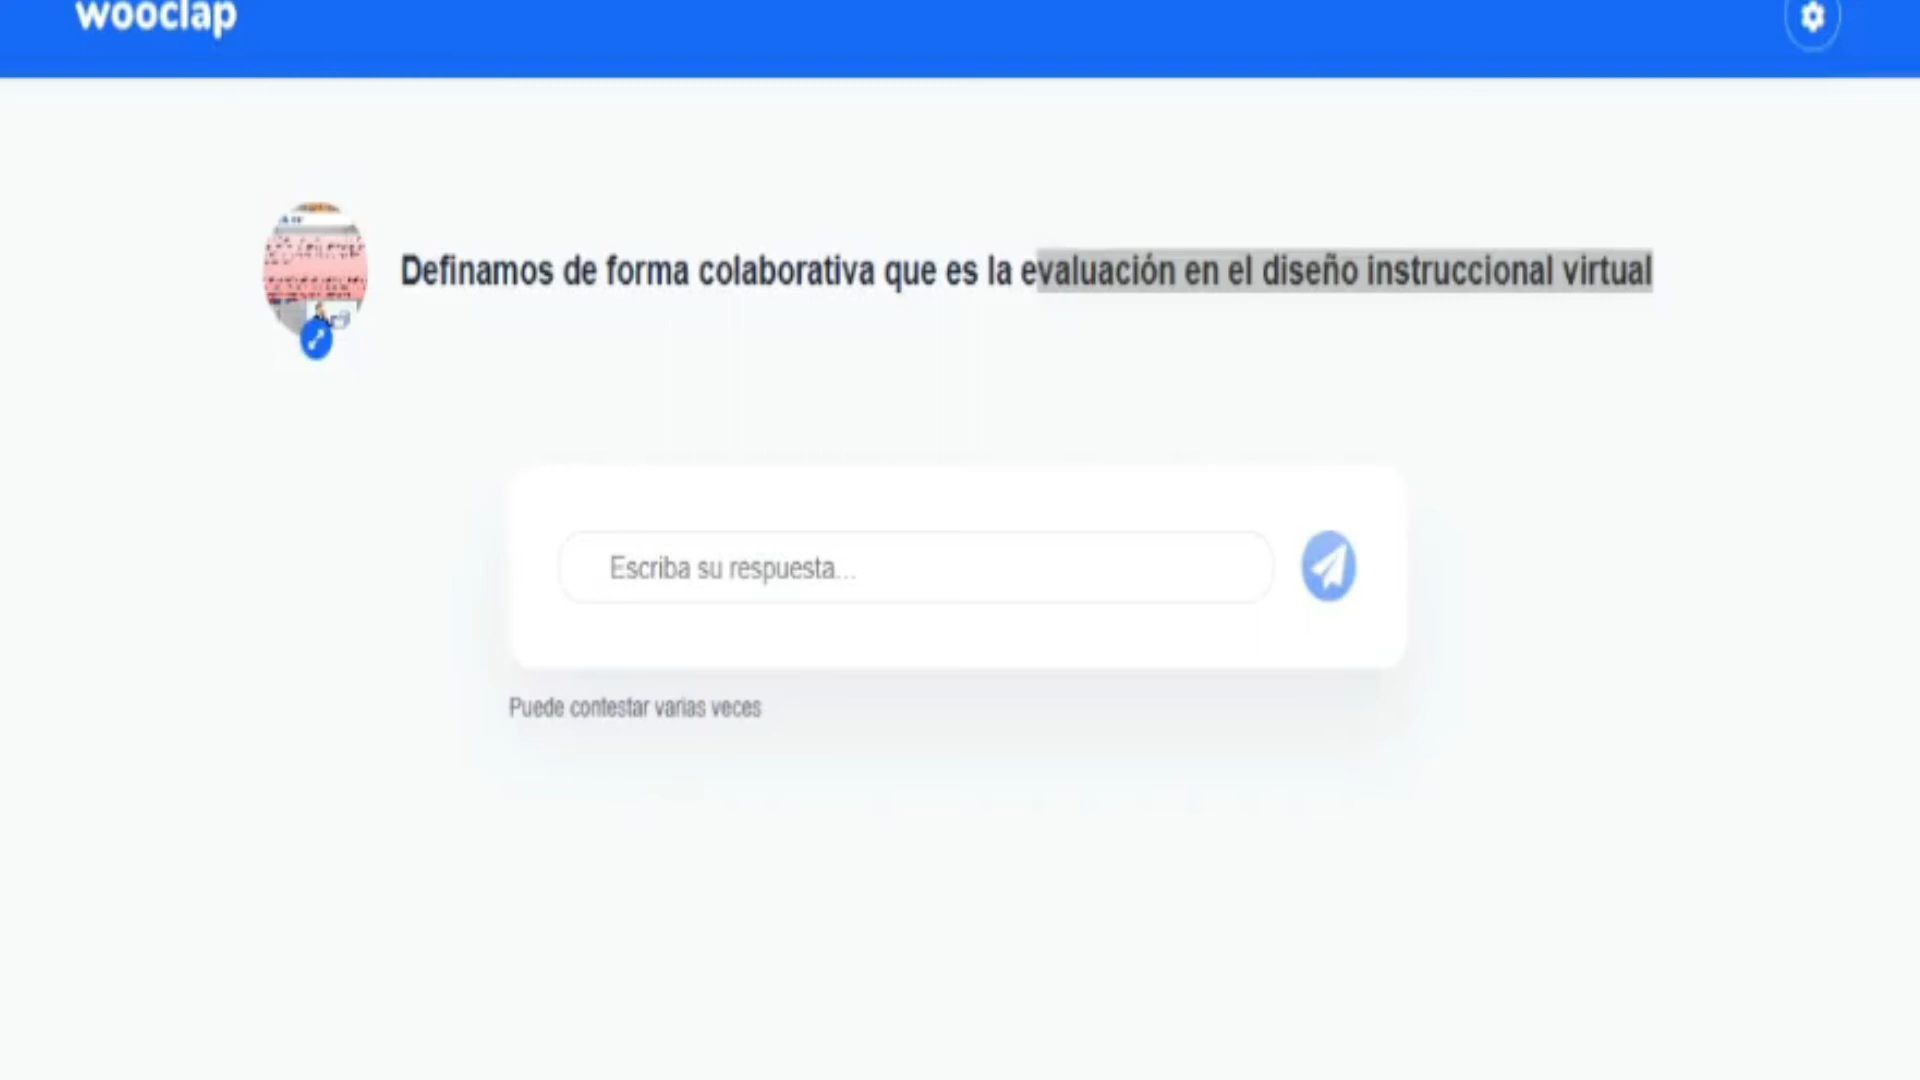 wooclap
Definamos de forma colaborativa que es la evaluación en el diseño instruccional virtual
Escriba su respuesta...
Puede contestar varias veces